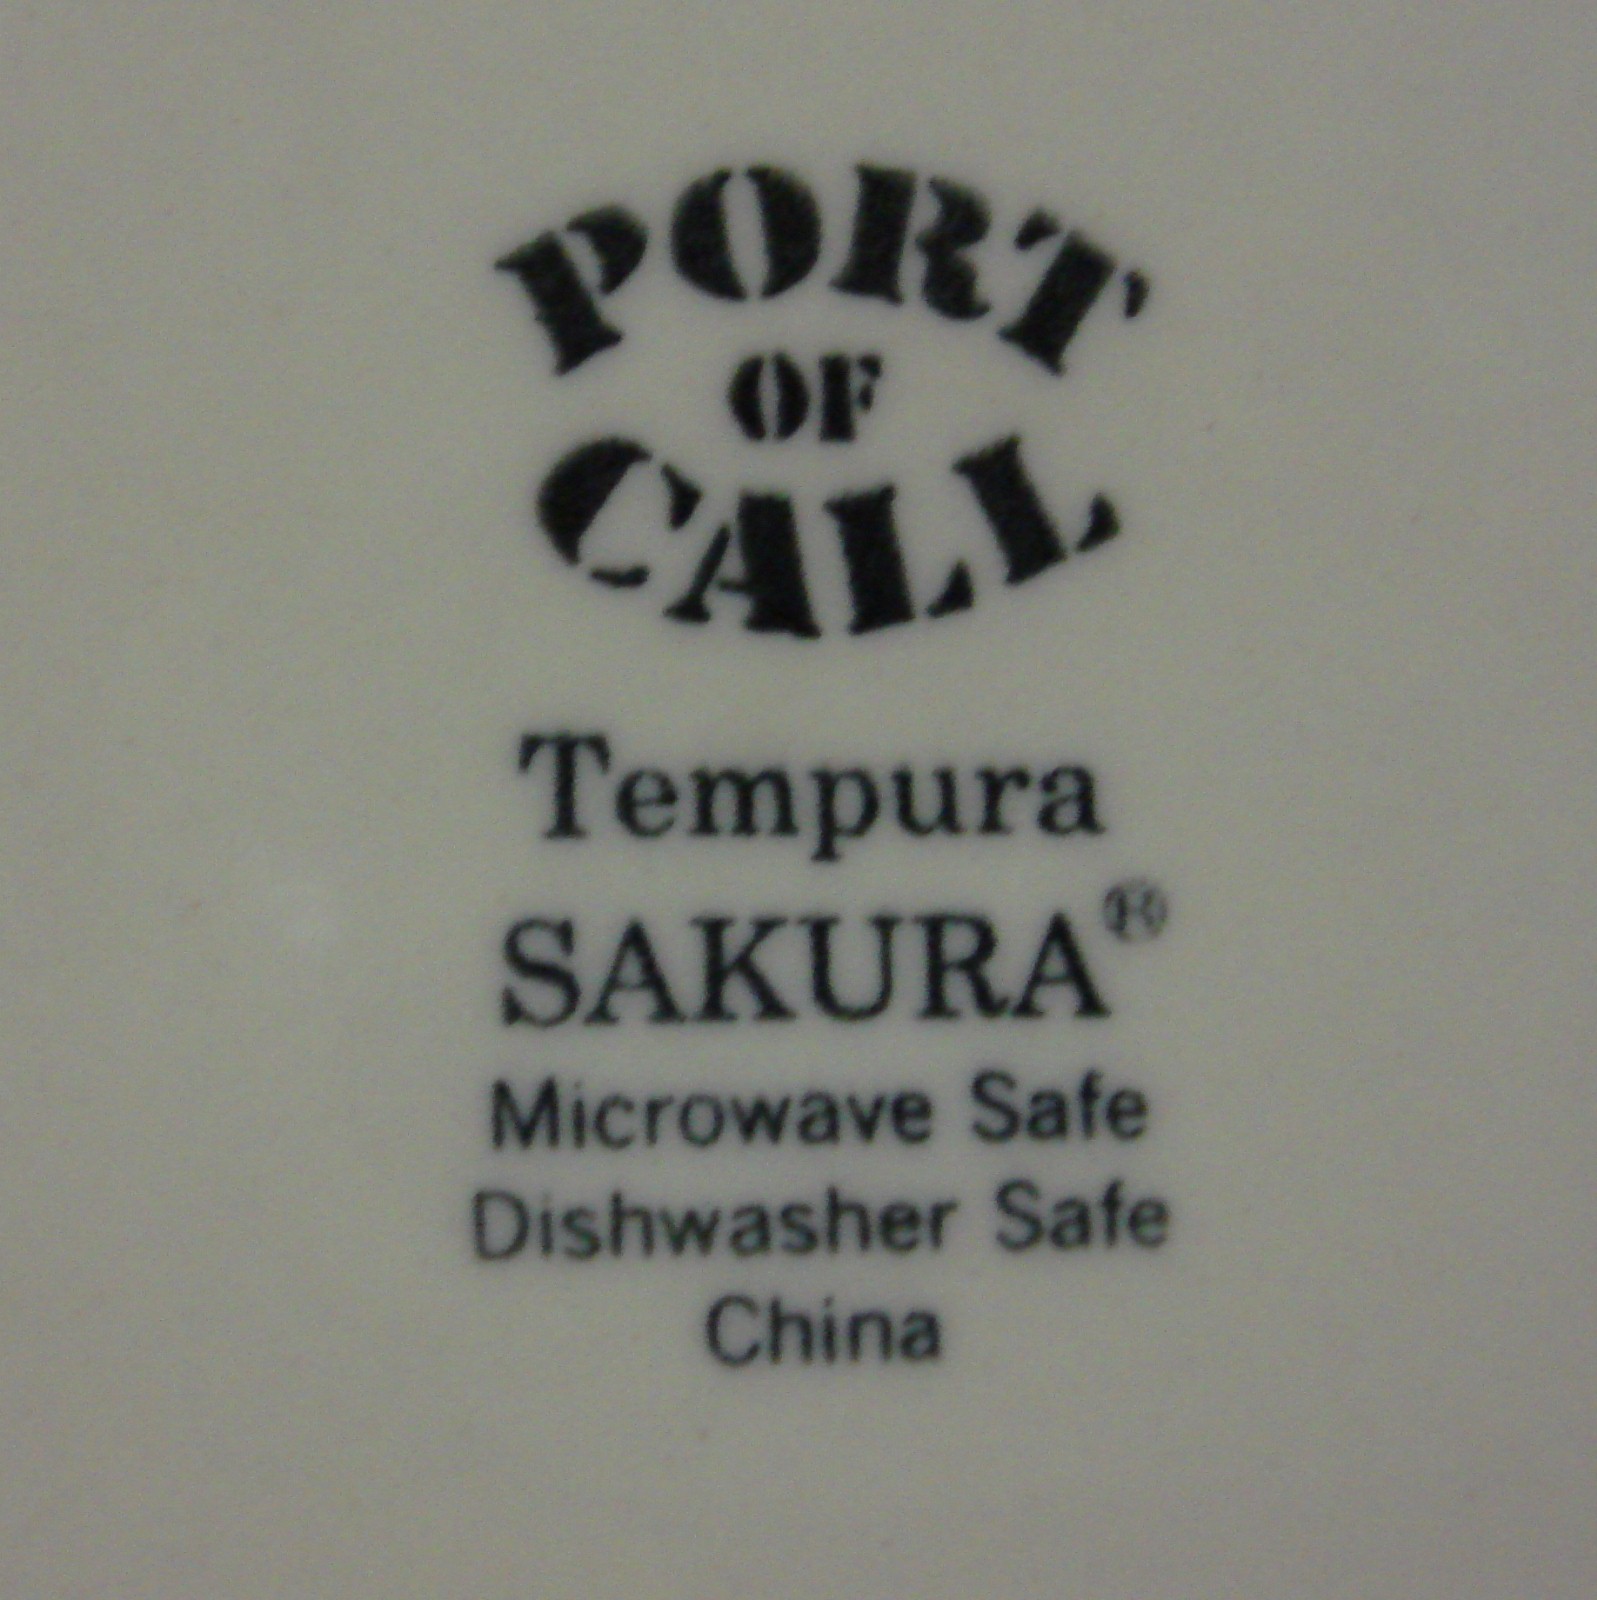 PORT
OF
CALL
Tempura
SAKURA®
Microwave Safe
Dishwasher Safe
China